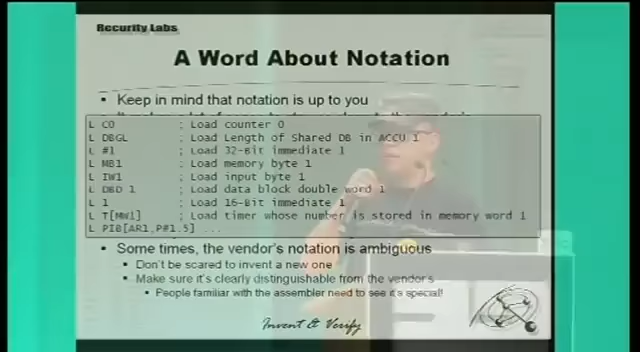 Recurity Labs
A Word About Notation
• Keep in mind that notation is up to you
L C0 ; Load counter 0
L DBGL ; Load Length of Shared DB in ACCU 1
L #1 ; Load 32-Bit immediate 1
L MB1 ; Load memory byte 1
L IW1 ; Load input byte 1
L DBD 1 ; Load data block double word 1
L 1 ; Load 16-Bit immediate 1
L T[MW1] ; Load timer whose number is stored in memory word 1
L PIB[AR1,P#1.5] ...
• Some times, the vendor's notation is ambiguous
• Don't be scared to invent a new one
• Make sure it's clearly distinguishable from the vendor's
• People familiar with the assembler need to see it's special!
Invent & Verify